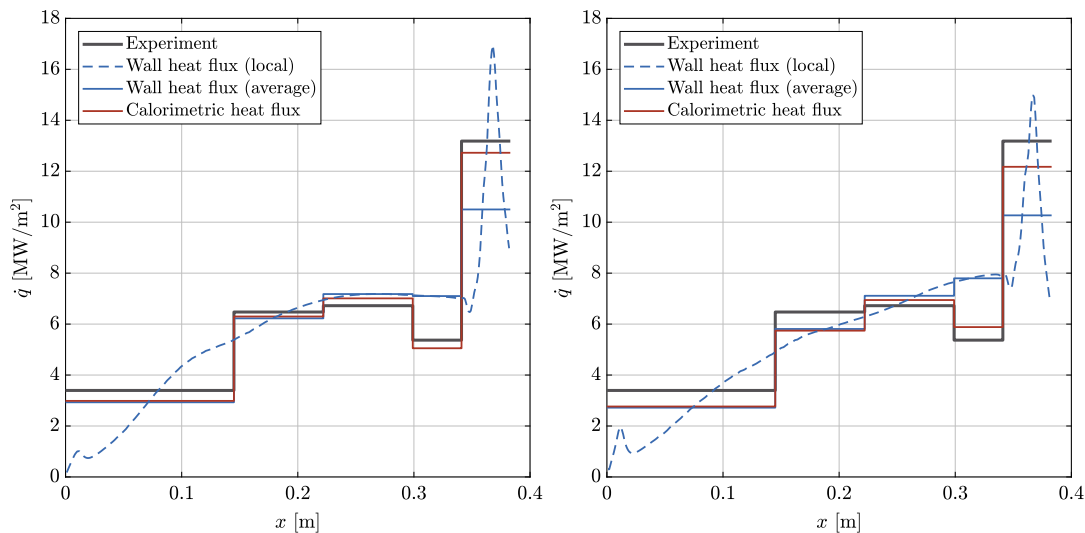 18
16
14
12
10
8
6
4
2
0
q̇ [MW/m²]
Experiment
Wall heat flux (local)
Wall heat flux (average)
Calorimetric heat flux
0 0.1 0.2 0.3 0.4
x [m]
18
16
14
12
10
8
6
4
2
0
q̇ [MW/m²]
Experiment
Wall heat flux (local)
Wall heat flux (average)
Calorimetric heat flux
0 0.1 0.2 0.3 0.4
x [m]